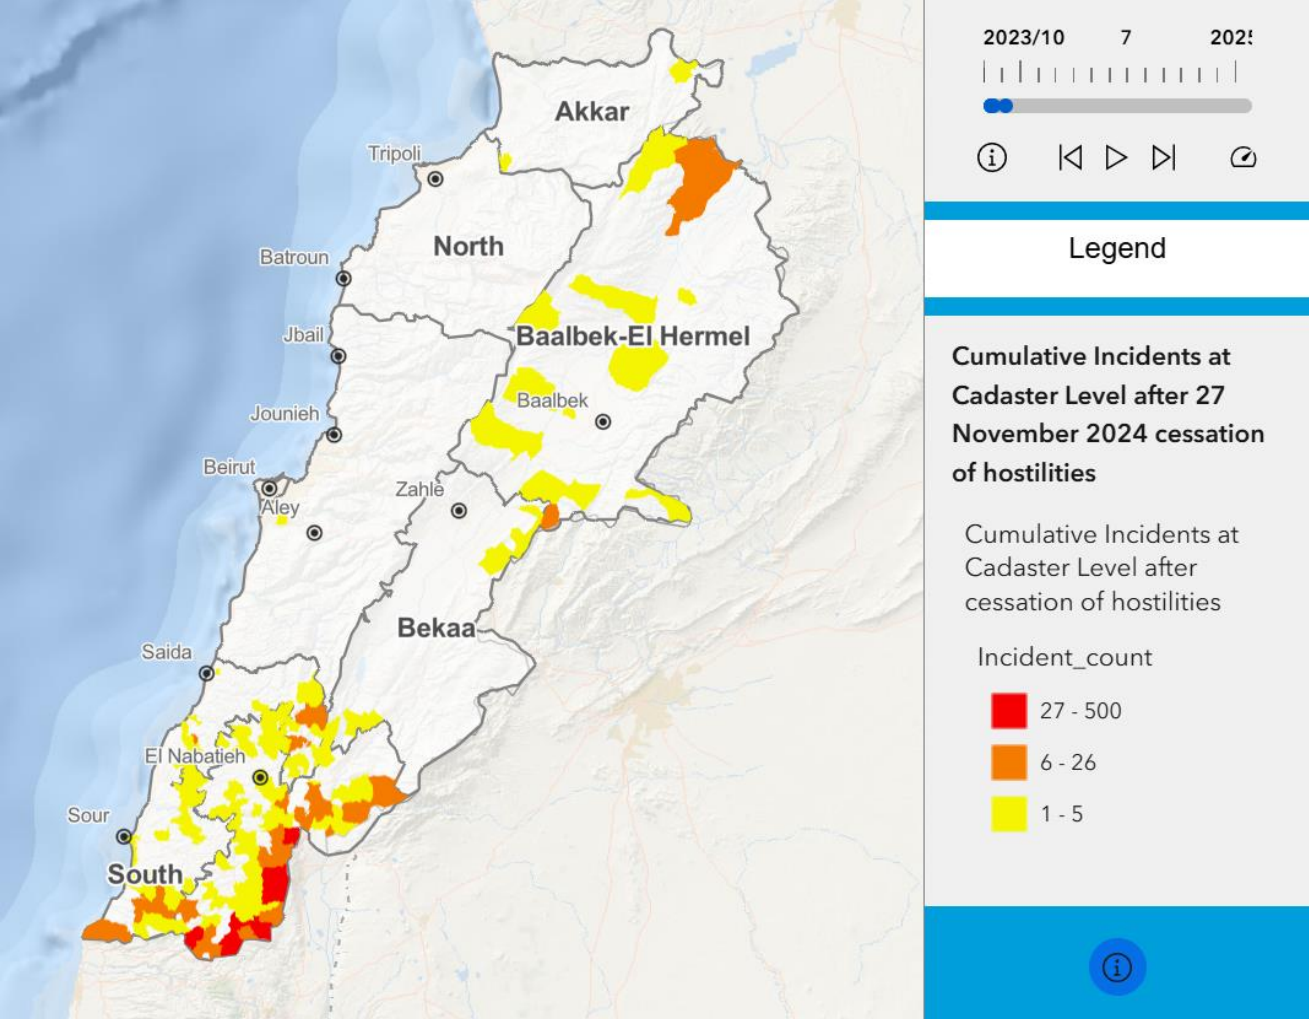 Akkar
Tripoli
North
Batroun
Jbail
Baalbek-El Hermel
Baalbek
Jounieh
Beirut
Zahle
Aley
Bekaa
Saida
El Nabatieh
Sour
South
2023/10 7 2025
Legend
Cumulative Incidents at
Cadaster Level after 27
November 2024 cessation
of hostilities
Cumulative Incidents at
Cadaster Level after
cessation of hostilities
Incident_count
27 - 500
6 - 26
1 - 5